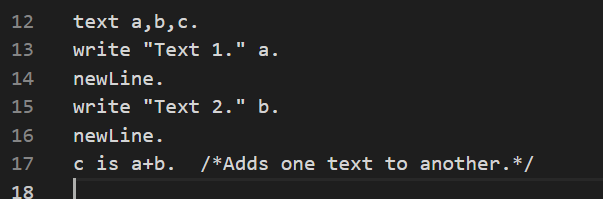 12 text a,b,c.
13 write "Text 1." a.
14 newLine.
15 write "Text 2." b.
16 newLine.
17 c is a+b.  /*Adds one text to another.*/
18